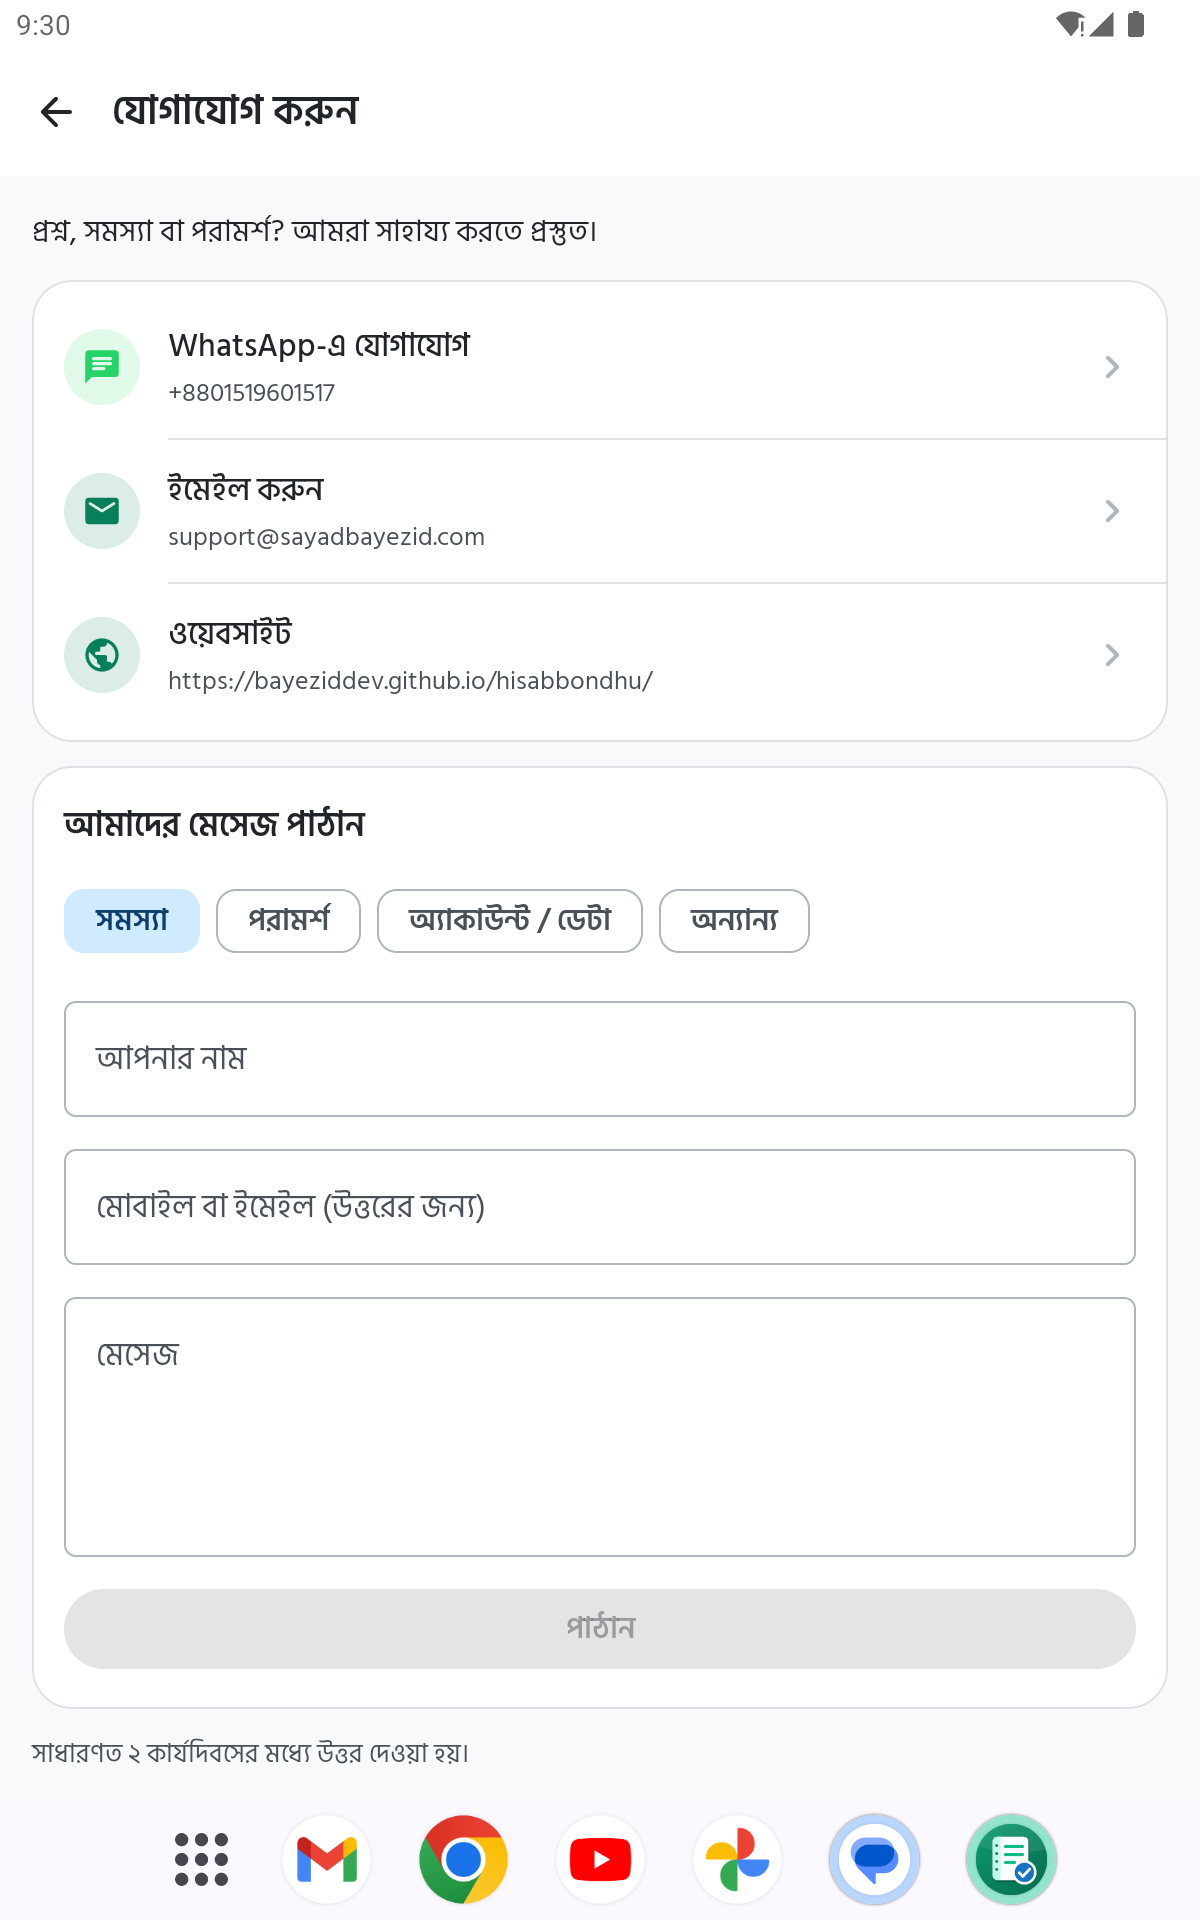 9:30
যোগাযোগ করুন
প্রশ্ন, সমস্যা বা পরামর্শ? আমরা সাহায্য করতে প্রস্তুত।
WhatsApp-এ যোগাযোগ
+8801519601517
ইমেইল করুন
support@sayadbayezid.com
ওয়েবসাইট
https://bayeziddev.github.io/hisabbondhu/
আমাদের মেসেজ পাঠান
সমস্যা
পরামর্শ
অ্যাকাউন্ট / ডেটা
অন্যান্য
আপনার নাম
মোবাইল বা ইমেইল (উত্তরের জন্য)
মেসেজ
পাঠান
সাধারণত ২ কার্যদিবসের মধ্যে উত্তর দেওয়া হয়।